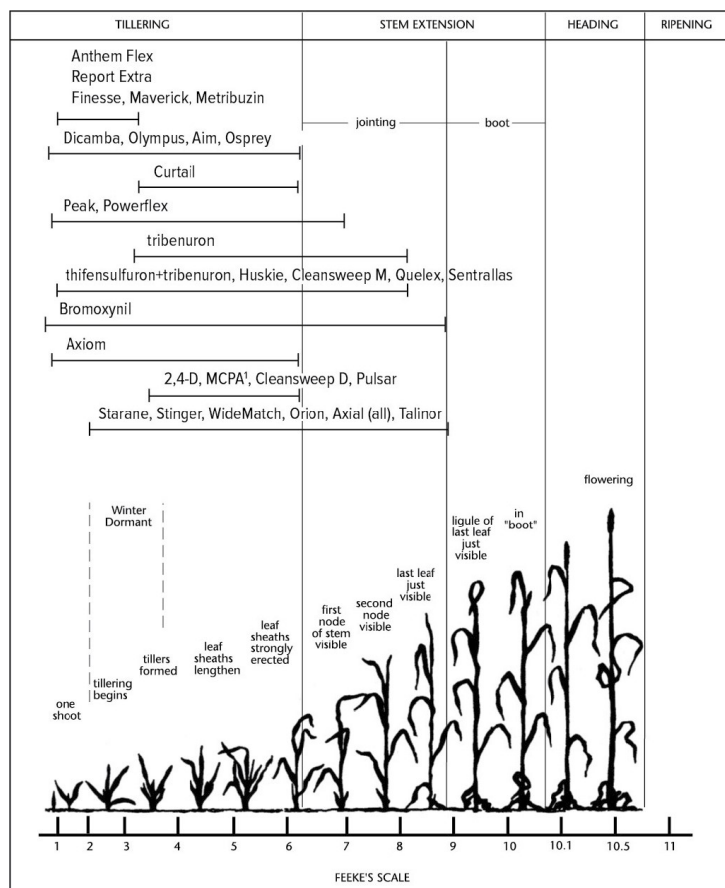 TILLERING
STEM EXTENSION
HEADING
RIPENING
Anthem Flex
Report Extra
Finesse, Maverick, Metribuzin
jointing
boot
Dicamba, Olympus, Aim, Osprey
Curtail
Peak, Powerflex
tribenuron
thifensulfuron+tribenuron, Huskie, Cleansweep M, Quelex, Sentrallas
Bromoxynil
Axiom
2,4-D, MCPA¹, Cleansweep D, Pulsar
Starane, Stinger, WideMatch, Orion, Axial (all), Talinor
Winter
Dormant
one
shoot
tillering
begins
tillers
formed
leaf
sheaths
lengthen
leaf
sheaths
strongly
erected
first
node
of stem
visible
second
node
visible
last leaf
just
visible
ligule of
last leaf
just
visible
in
"boot"
flowering
1
2
3
4
5
6
7
8
9
10
10.1
10.5
11
FEEKE'S SCALE